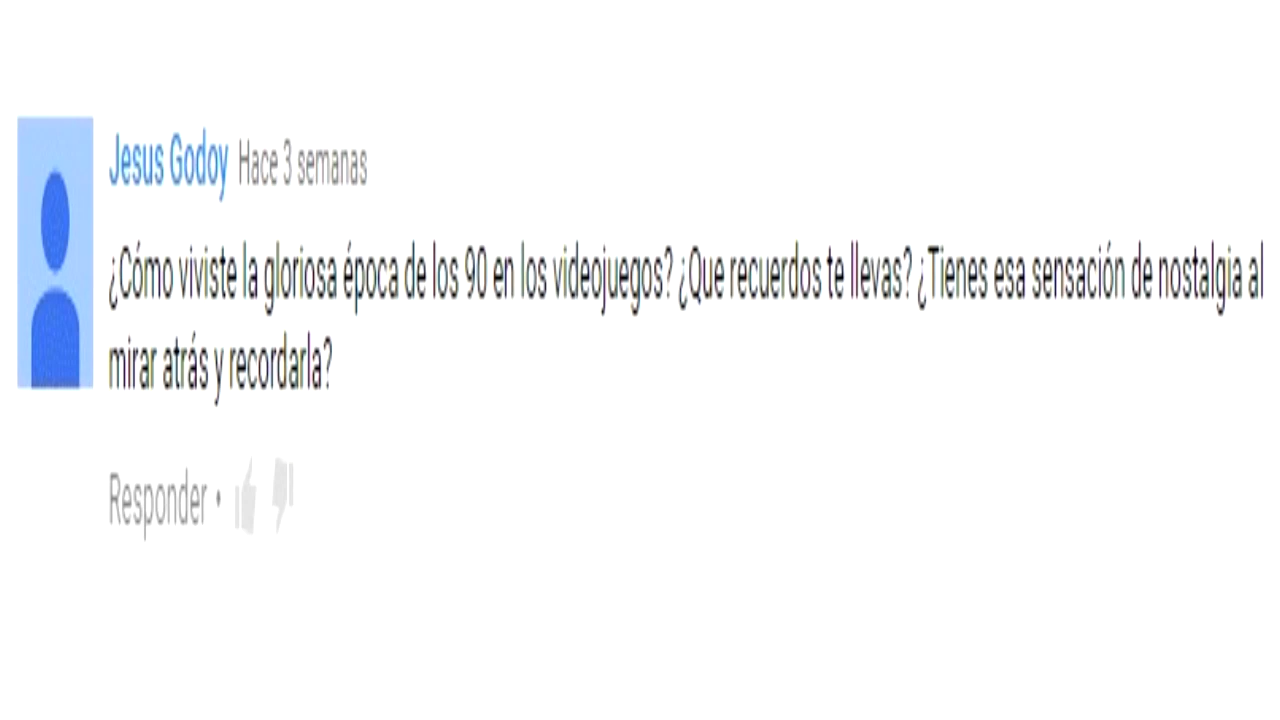 Jesus Godoy Hace 3 semanas
¿Cómo viviste la gloriosa época de los 90 en los videojuegos? ¿Que recuerdos te llevas? ¿Tienes esa sensación de nostalgia al
mirar atrás y recordarla?
Responder •